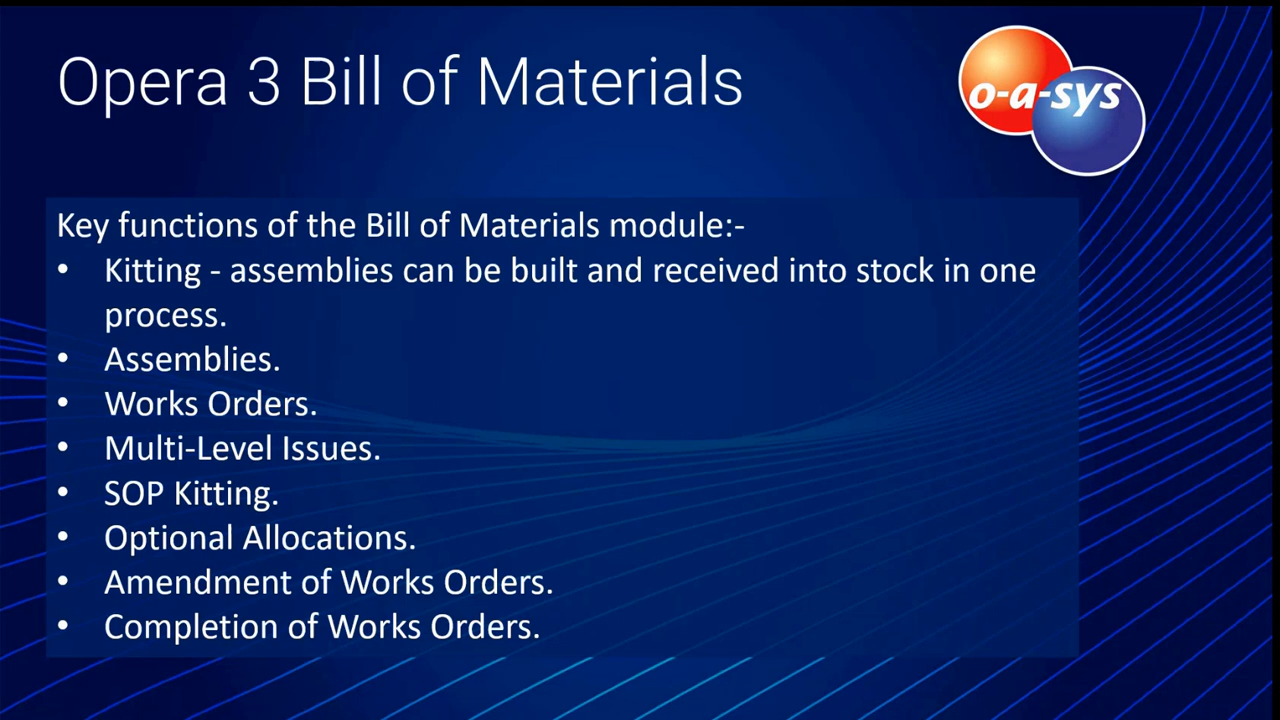 Opera 3 Bill of Materials
o-a-sys
Key functions of the Bill of Materials module:-
• Kitting - assemblies can be built and received into stock in one
process.
• Assemblies.
• Works Orders.
• Multi-Level Issues.
• SOP Kitting.
• Optional Allocations.
• Amendment of Works Orders.
• Completion of Works Orders.